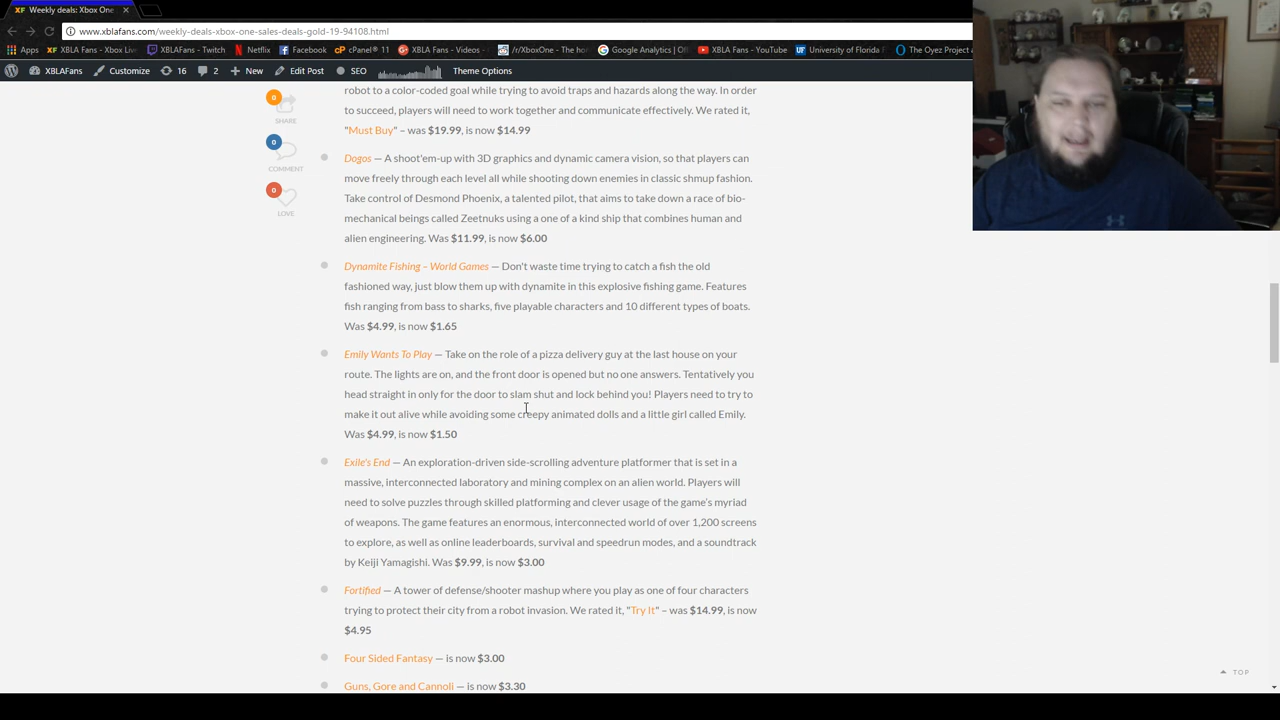 XF Weekly deals: Xbox One
www.xblafans.com/weekly-deals-xbox-one-sales-deals-gold-19-94108.html
Apps XBLA Fans - Xbox Live XBLAFans - Twitch Netflix Facebook cPanel® 11 XBLA Fans - Videos - /r/XboxOne - The ho Google Analytics | Off XBLA Fans - YouTube University of Florida F The Oyez Project a
XBLAFans Customize 16 2 New Edit Post SEO Theme Options
robot to a color-coded goal while trying to avoid traps and hazards along the way. In order
0
SHARE
to succeed, players will need to work together and communicate effectively. We rated it,
"Must Buy" – was $19.99, is now $14.99
0
COMMENT
Dogos — A shoot'em-up with 3D graphics and dynamic camera vision, so that players can
move freely through each level all while shooting down enemies in classic shmup fashion.
0
LOVE
Take control of Desmond Phoenix, a talented pilot, that aims to take down a race of bio-
mechanical beings called Zeetnuks using a one of a kind ship that combines human and
alien engineering. Was $11.99, is now $6.00
Dynamite Fishing – World Games — Don't waste time trying to catch a fish the old
fashioned way, just blow them up with dynamite in this explosive fishing game. Features
fish ranging from bass to sharks, five playable characters and 10 different types of boats.
Was $4.99, is now $1.65
Emily Wants To Play — Take on the role of a pizza delivery guy at the last house on your
route. The lights are on, and the front door is opened but no one answers. Tentatively you
head straight in only for the door to slam shut and lock behind you! Players need to try to
make it out alive while avoiding some creepy animated dolls and a little girl called Emily.
Was $4.99, is now $1.50
Exile's End — An exploration-driven side-scrolling adventure platformer that is set in a
massive, interconnected laboratory and mining complex on an alien world. Players will
need to solve puzzles through skilled platforming and clever usage of the game's myriad
of weapons. The game features an enormous, interconnected world of over 1,200 screens
to explore, as well as online leaderboards, survival and speedrun modes, and a soundtrack
by Keiji Yamagishi. Was $9.99, is now $3.00
Fortified — A tower of defense/shooter mashup where you play as one of four characters
trying to protect their city from a robot invasion. We rated it, "Try It" – was $14.99, is now
$4.95
Four Sided Fantasy — is now $3.00
TOP
Guns, Gore and Cannoli — is now $3.30